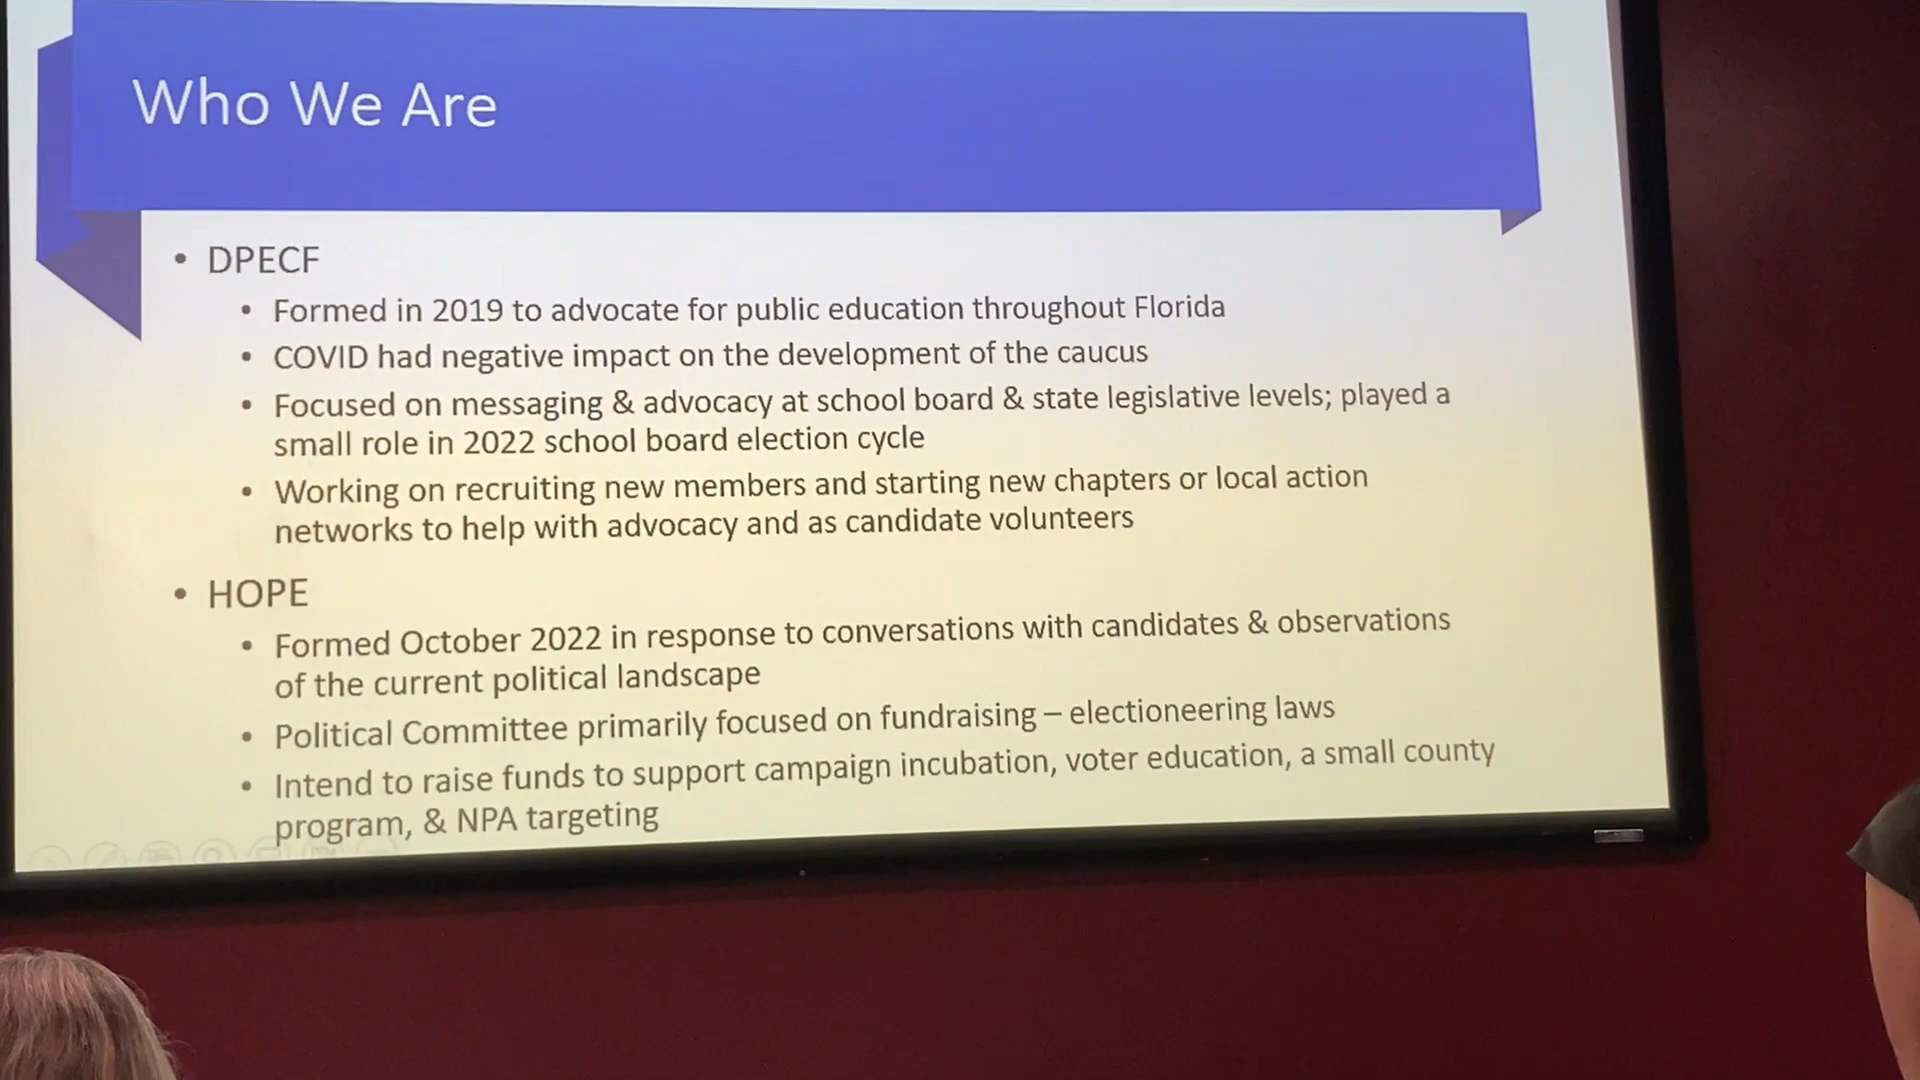 Who We Are
• DPECF
• Formed in 2019 to advocate for public education throughout Florida
• COVID had negative impact on the development of the caucus
• Focused on messaging & advocacy at school board & state legislative levels; played a
small role in 2022 school board election cycle
• Working on recruiting new members and starting new chapters or local action
networks to help with advocacy and as candidate volunteers
• HOPE
• Formed October 2022 in response to conversations with candidates & observations
of the current political landscape
• Political Committee primarily focused on fundraising – electioneering laws
• Intend to raise funds to support campaign incubation, voter education, a small county
program, & NPA targeting